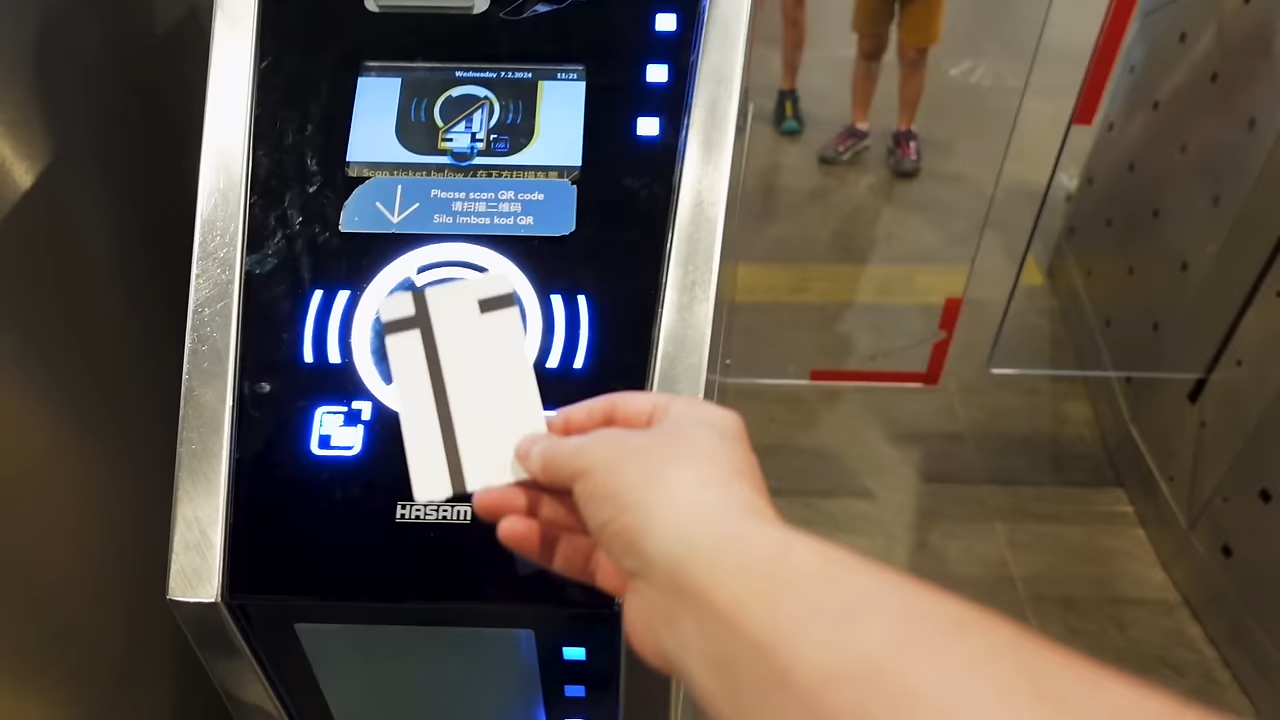 Wednesday 7.2.2024 11:21
Scan ticket below / 在下方扫描车票
Please scan QR code
请扫描二维码
Sila imbas kod QR
HASAM